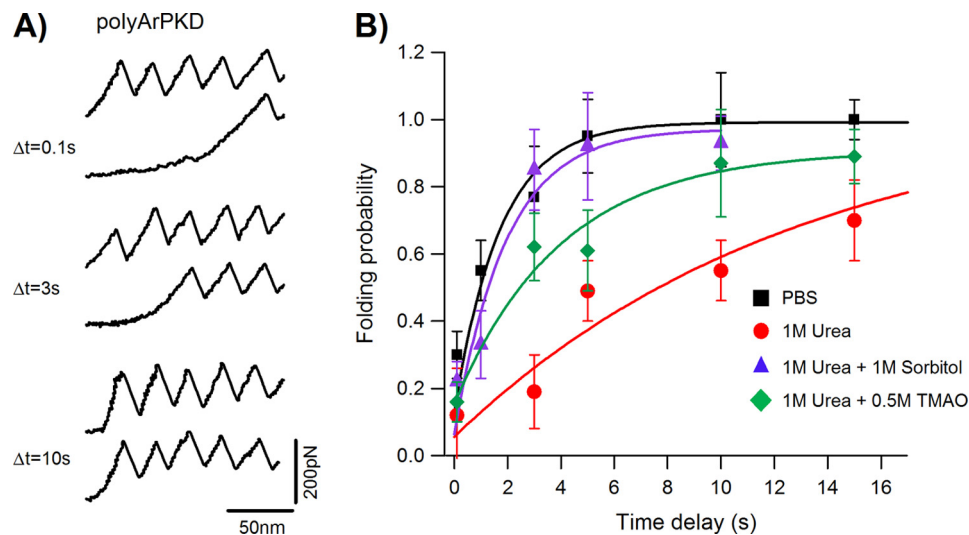 A)
polyArPKD
Δt=0.1s
Δt=3s
Δt=10s
200pN
50nm
B)
Folding probability
1.2
1.0
0.8
0.6
0.4
0.2
0.0
0 2 4 6 8 10 12 14 16
Time delay (s)
PBS
1M Urea
1M Urea + 1M Sorbitol
1M Urea + 0.5M TMAO